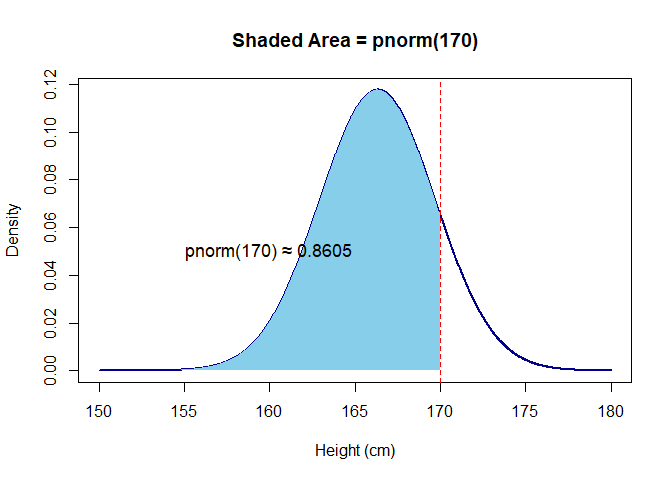 Shaded Area = pnorm(170)
Density
0.12
0.10
0.08
0.06
0.04
0.02
0.00
pnorm(170) ≈ 0.8605
150 155 160 165 170 175 180
Height (cm)